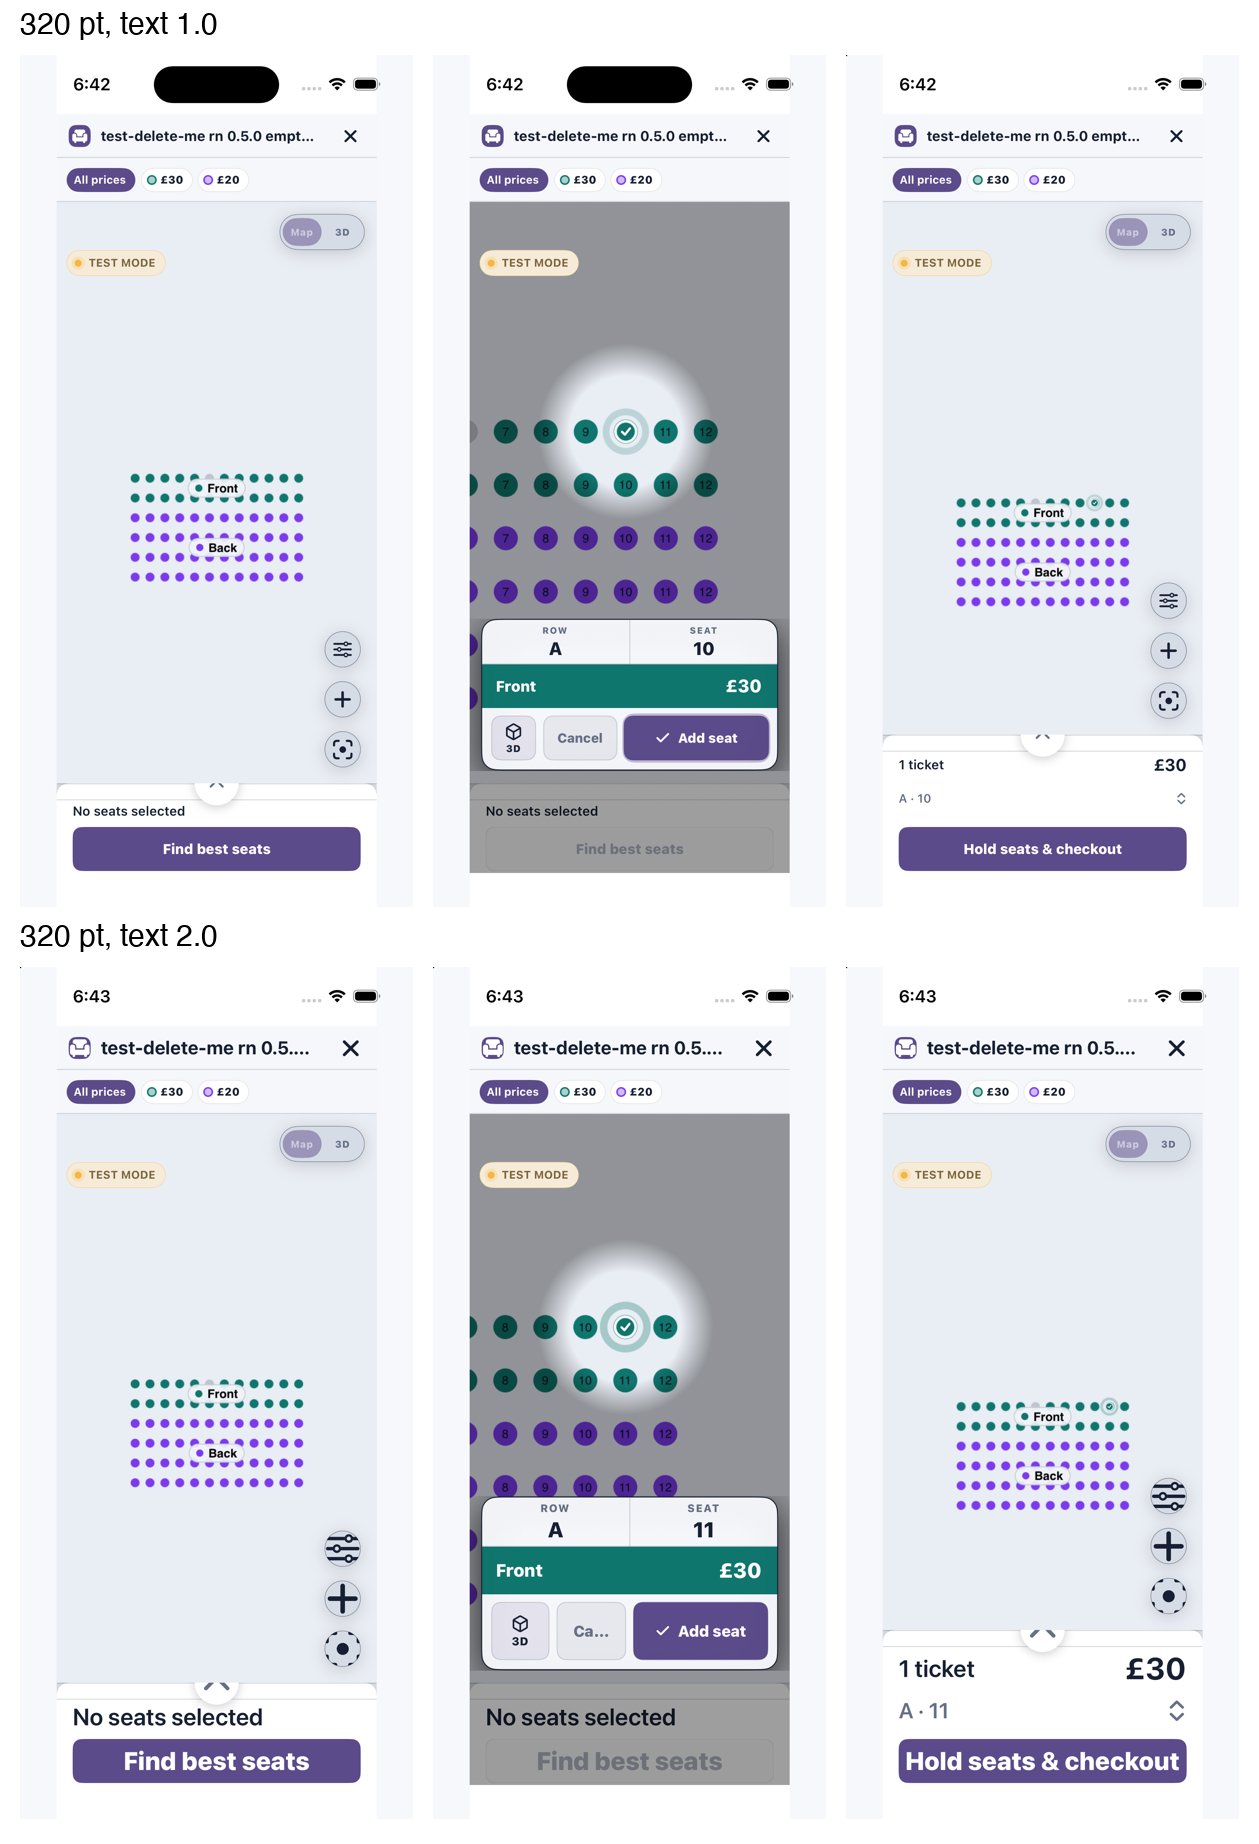 320 pt, text 1.0
6:42
test-delete-me rn 0.5.0 empt...
All prices £30 £20
Map 3D
TEST MODE
Front
Back
No seats selected
Find best seats
6:42
test-delete-me rn 0.5.0 empt...
All prices £30 £20
TEST MODE
7 8 9 11 12
7 8 9 10 11 12
7 8 9 10 11 12
7 8 9 10 11 12
ROW SEAT
A 10
Front £30
3D Cancel Add seat
No seats selected
Find best seats
6:42
test-delete-me rn 0.5.0 empt...
All prices £30 £20
Map 3D
TEST MODE
Front
Back
1 ticket £30
A · 10
Hold seats & checkout
320 pt, text 2.0
6:43
test-delete-me rn 0.5....
All prices £30 £20
Map 3D
TEST MODE
Front
Back
No seats selected
Find best seats
6:43
test-delete-me rn 0.5....
All prices £30 £20
TEST MODE
8 9 10 12
8 9 10 11 12
8 9 10 11 12
8 9 10 11 12
ROW SEAT
A 11
Front £30
3D Ca... Add seat
No seats selected
Find best seats
6:43
test-delete-me rn 0.5....
All prices £30 £20
Map 3D
TEST MODE
Front
Back
1 ticket £30
A · 11
Hold seats & checkout